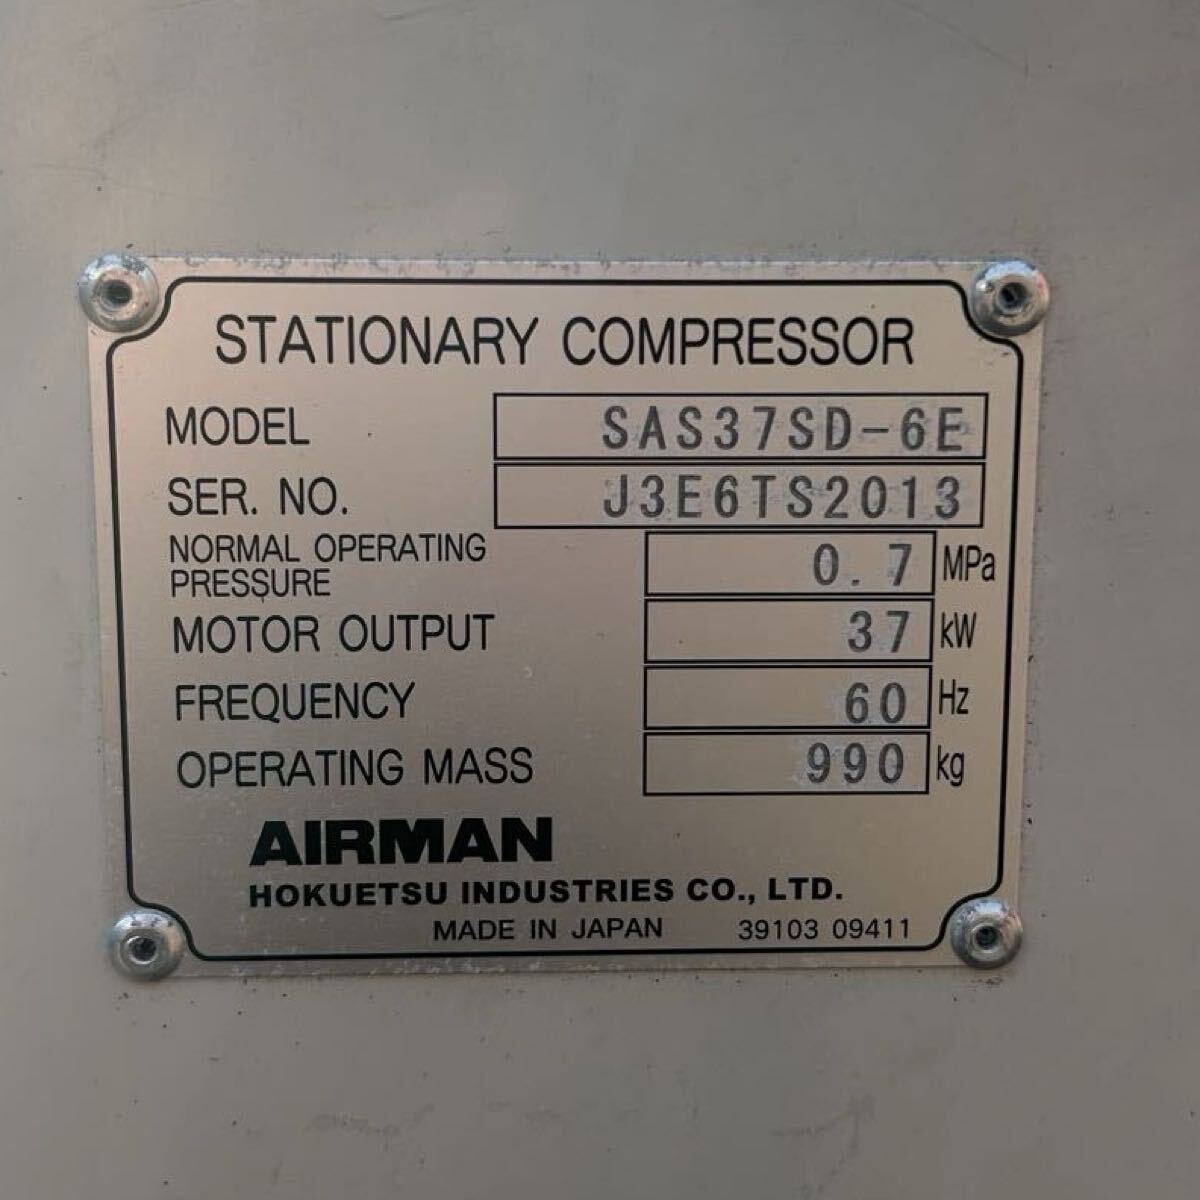 STATIONARY COMPRESSOR
MODEL SAS37SD-6E
SER. NO. J3E6TS2013
NORMAL OPERATING
PRESSURE 0.7 MPa
MOTOR OUTPUT 37 kW
FREQUENCY 60 Hz
OPERATING MASS 990 kg
AIRMAN
HOKUETSU INDUSTRIES CO., LTD.
MADE IN JAPAN 39103 09411